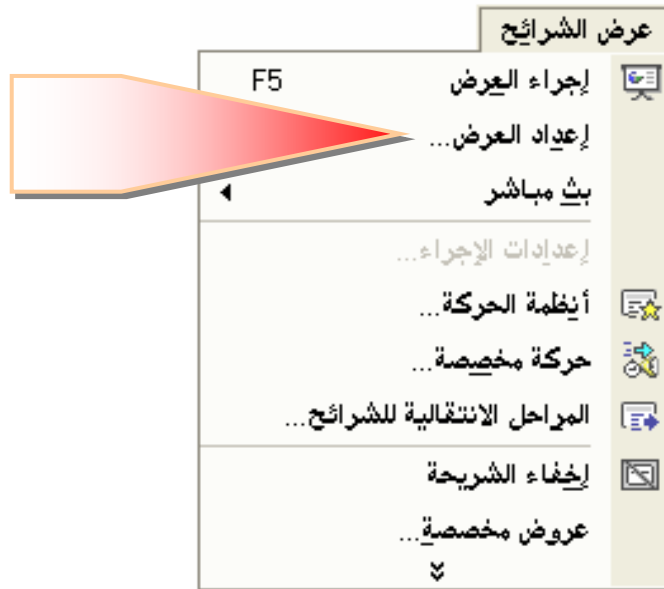 عرض الشرائح
إجراء العرض F5
إعداد العرض...
بث مباشر
إعدادات الإجراء...
أنظمة الحركة...
حركة مخصصة...
المراحل الانتقالية للشرائح...
إخفاء الشريحة
عروض مخصصة...